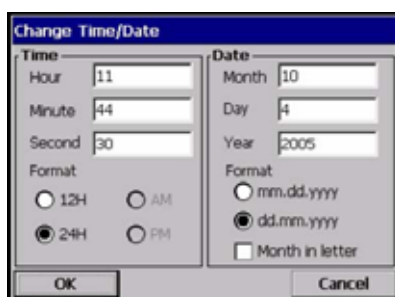 Change Time/Date
Time
Hour 11
Minute 44
Second 30
Format
12H AM
24H PM
Date
Month 10
Day 4
Year 2005
Format
mm.dd.yyyy
dd.mm.yyyy
Month in letter
OK
Cancel